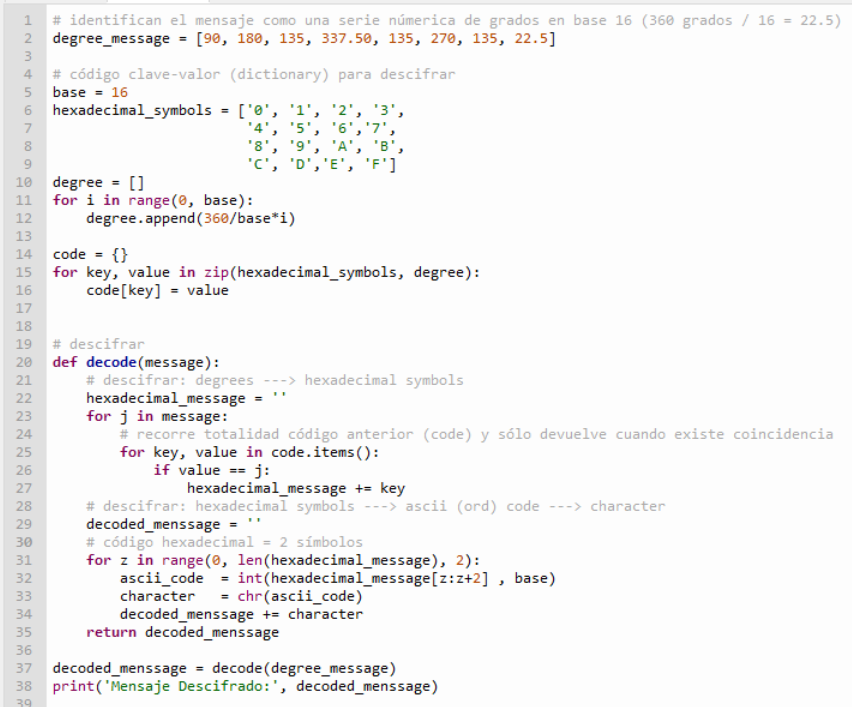 1 # identifican el mensaje como una serie númerica de grados en base 16 (360 grados / 16 = 22.5)
2 degree_message = [90, 180, 135, 337.50, 135, 270, 135, 22.5]
3
4 # código clave-valor (dictionary) para descifrar
5 base = 16
6 hexadecimal_symbols = ['0', '1', '2', '3',
7                        '4', '5', '6','7',
8                        '8', '9', 'A', 'B',
9                        'C', 'D','E', 'F']
10 degree = []
11 for i in range(0, base):
12     degree.append(360/base*i)
13
14 code = {}
15 for key, value in zip(hexadecimal_symbols, degree):
16     code[key] = value
17
18
19 # descifrar
20 def decode(message):
21     # descifrar: degrees ---> hexadecimal symbols
22     hexadecimal_message = ''
23     for j in message:
24         # recorre totalidad código anterior (code) y sólo devuelve cuando existe coincidencia
25         for key, value in code.items():
26             if value == j:
27                 hexadecimal_message += key
28     # descifrar: hexadecimal symbols ---> ascii (ord) code ---> character
29     decoded_menssage = ''
30     # código hexadecimal = 2 símbolos
31     for z in range(0, len(hexadecimal_message), 2):
32         ascii_code  = int(hexadecimal_message[z:z+2] , base)
33         character   = chr(ascii_code)
34         decoded_menssage += character
35     return decoded_menssage
36
37 decoded_menssage = decode(degree_message)
38 print('Mensaje Descifrado:', decoded_menssage)
39